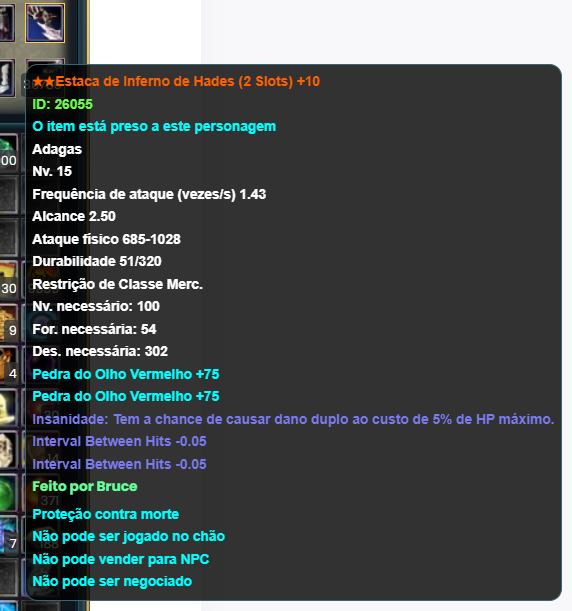 ★★Estaca de Inferno de Hades (2 Slots) +10
ID: 26055
O item está preso a este personagem
Adagas
Nv. 15
Frequência de ataque (vezes/s) 1.43
Alcance 2.50
Ataque físico 685-1028
Durabilidade 51/320
Restrição de Classe Merc.
Nv. necessário: 100
For. necessária: 54
Des. necessária: 302
Pedra do Olho Vermelho +75
Pedra do Olho Vermelho +75
Insánidade: Tem a chance de causar dano duplo ao custo de 5% de HP máximo.
Interval Between Hits -0.05
Interval Between Hits -0.05
Feito por Bruce
Proteção contra morte
Não pode ser jogado no chão
Não pode vender para NPC
Não pode ser negociado
00
30
9
4
7
371